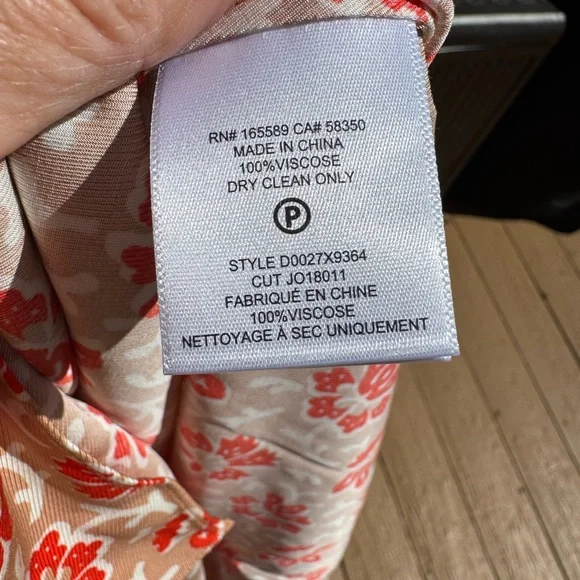 RN# 165589 CA# 58350
MADE IN CHINA
100%VISCOSE
DRY CLEAN ONLY
P
STYLE D0027X9364
CUT JO18011
FABRIQUÉ EN CHINE
100%VISCOSE
NETTOYAGE À SEC UNIQUEMENT